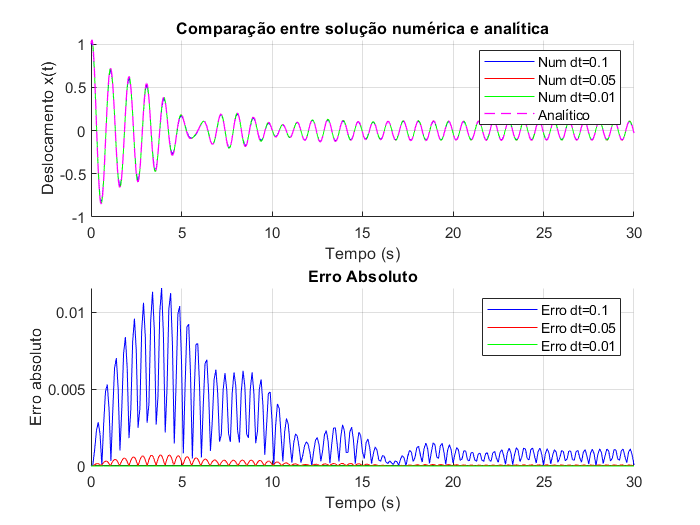 Comparação entre solução numérica e analítica
Deslocamento x(t)
1
0.5
0
-0.5
-1
Num dt=0.1
Num dt=0.05
Num dt=0.01
Analítico
0 5 10 15 20 25 30
Tempo (s)
Erro Absoluto
Erro absoluto
0.01
0.005
0
Erro dt=0.1
Erro dt=0.05
Erro dt=0.01
0 5 10 15 20 25 30
Tempo (s)